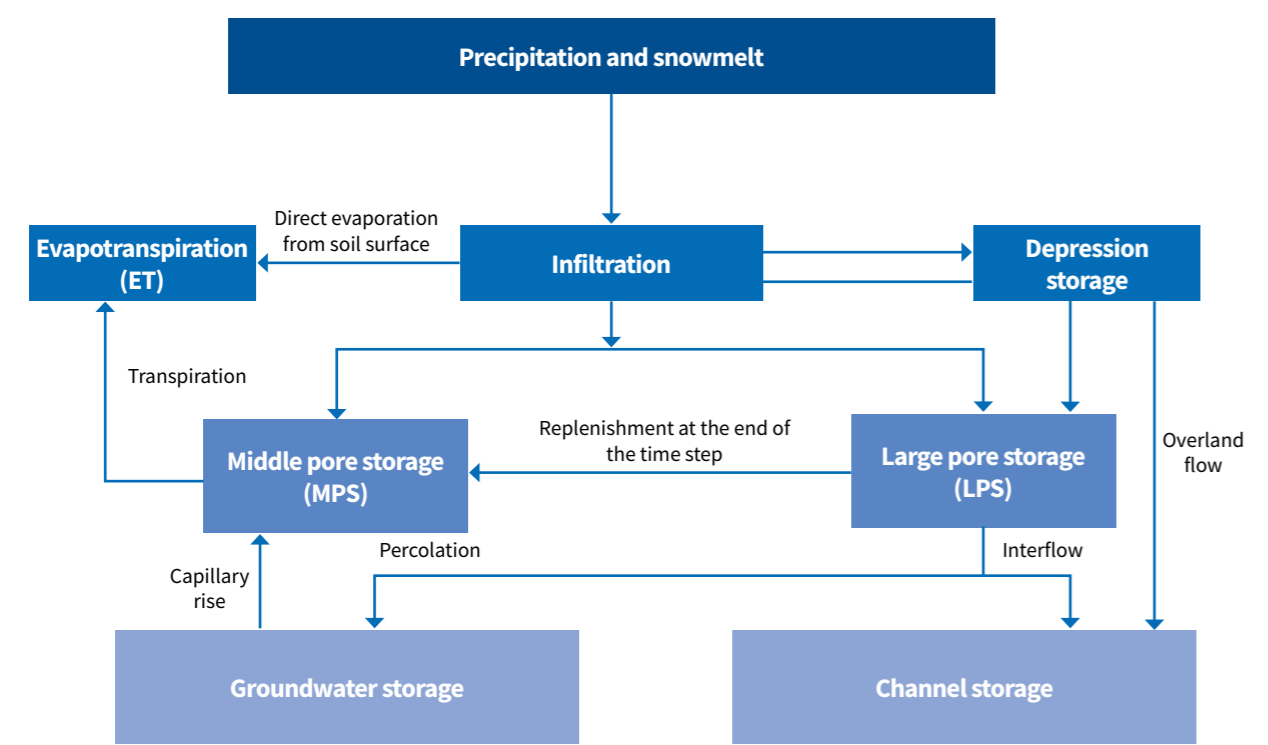 Precipitation and snowmelt
Direct evaporation
from soil surface
Evapotranspiration
(ET)
Infiltration
Depression
storage
Transpiration
Replenishment at the end of
the time step
Middle pore storage
(MPS)
Large pore storage
(LPS)
Overland
flow
Percolation
Interflow
Capillary
rise
Groundwater storage
Channel storage